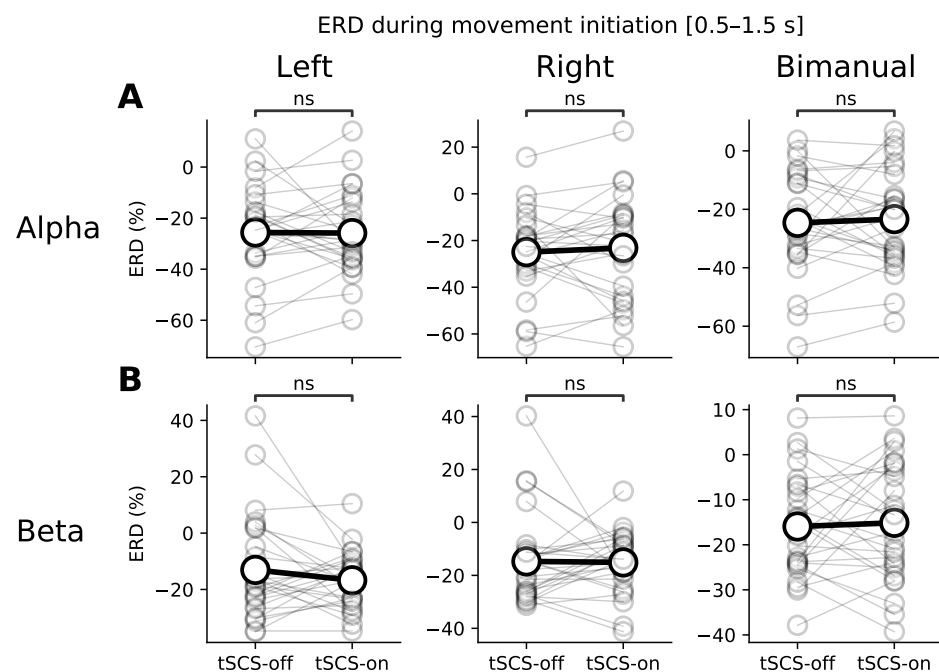 ERD during movement initiation [0.5–1.5 s]
Left Right Bimanual
A
ns ns ns
Alpha
ERD (%)
0
−20
−40
−60
20
0
−20
−40
−60
0
−20
−40
−60
B
ns ns ns
Beta
ERD (%)
40
20
0
−20
40
20
0
−20
−40
10
0
−10
−20
−30
−40
tSCS-off tSCS-on tSCS-off tSCS-on tSCS-off tSCS-on